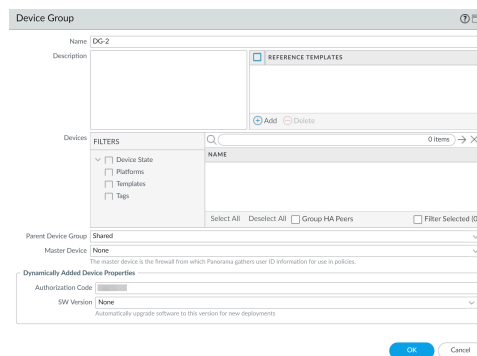 Device Group
Name DG-2
Description
REFERENCE TEMPLATES
Add Delete
Devices
FILTERS
0 items
Device State
Platforms
Templates
Tags
NAME
Select All Deselect All Group HA Peers Filter Selected (0
Parent Device Group Shared
Master Device None
The master device is the firewall from which Panorama gathers user ID information for use in policies.
Dynamically Added Device Properties
Authorization Code
SW Version None
Automatically upgrade software to this version for new deployments
OK Cancel